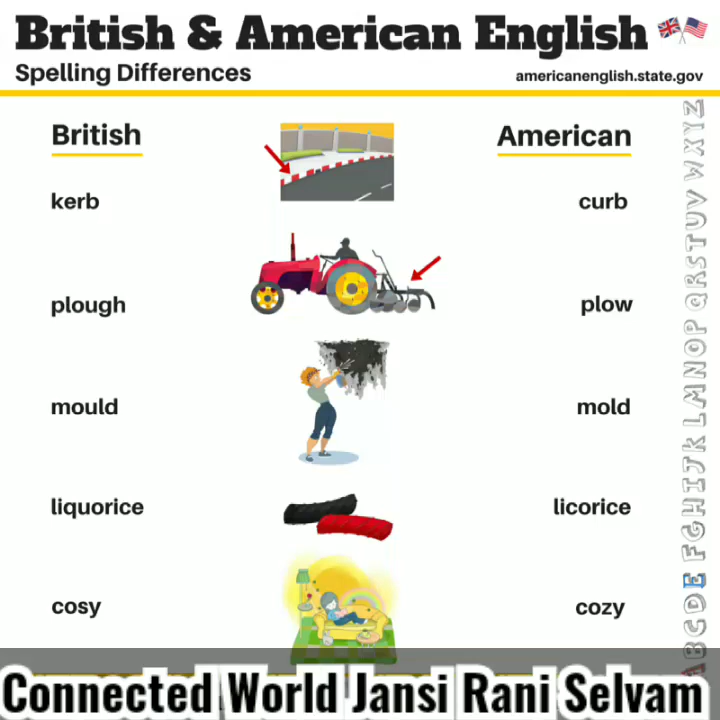 British & American English
Spelling Differences
americanenglish.state.gov
British
American
kerb
curb
plough
plow
mould
mold
liquorice
licorice
cosy
cozy
ABCDEFGHIJKLMNOPQRSTUVWXYZ
Connected World Jansi Rani Selvam